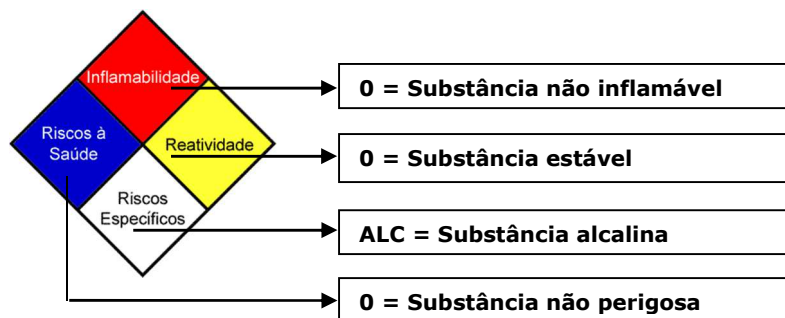 Inflamabilidade
0 = Substância não inflamável
Riscos à
Saúde
Reatividade
0 = Substância estável
Riscos
Específicos
ALC = Substância alcalina
0 = Substância não perigosa